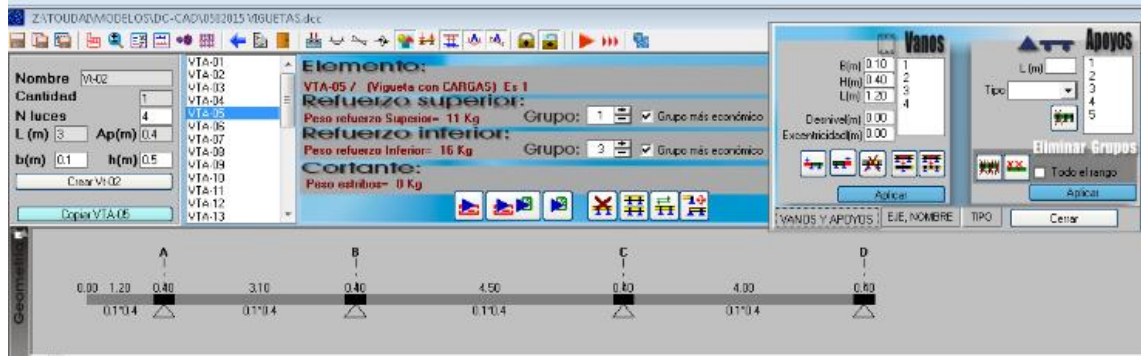 Z:\TOUDAD\MODELOS\DC-CAD\0502015 VIGUETAS.dcc
Nombre Vt-02
Cantidad 1
N luces 4
L (m) 3 Ap(m) 0.4
b(m) 0.1 h(m) 0.5
Crear Vt-02
Copiar VTA-05
VTA-01
VTA-02
VTA-03
VTA-04
VTA-05
VTA-06
VTA-07
VTA-08
VTA-09
VTA-10
VTA-11
VTA-12
VTA-13
Elemento:
VTA-05 / (Vigueta con CARGAS) Es 1
Refuerzo superior:
Peso refuerzo Superior= 11 Kg Grupo: 1 Grupo más económico
Refuerzo inferior:
Peso refuerzo Inferior= 16 Kg Grupo: 3 Grupo más económico
Cortante:
Peso estribos= 0 Kg
Vanos
B(m) 0.10
H(m) 0.40
L(m) 1.20
Desnivel(m) 0.00
Excentricidad(m) 0.00
1
2
3
4
Aplicar
Apoyos
L (m)
Tipo
1
2
3
4
5
Eliminar Grupos
Todo el rango
Aplicar
VANOS Y APOYOS EJE, NOMBRE TIPO Cerrar
Geometria
A B C D
0.00 1.20 0.40 3.10 0.40 4.50 0.40 4.00 0.40
0.1*0.4 0.1*0.4 0.1*0.4 0.1*0.4